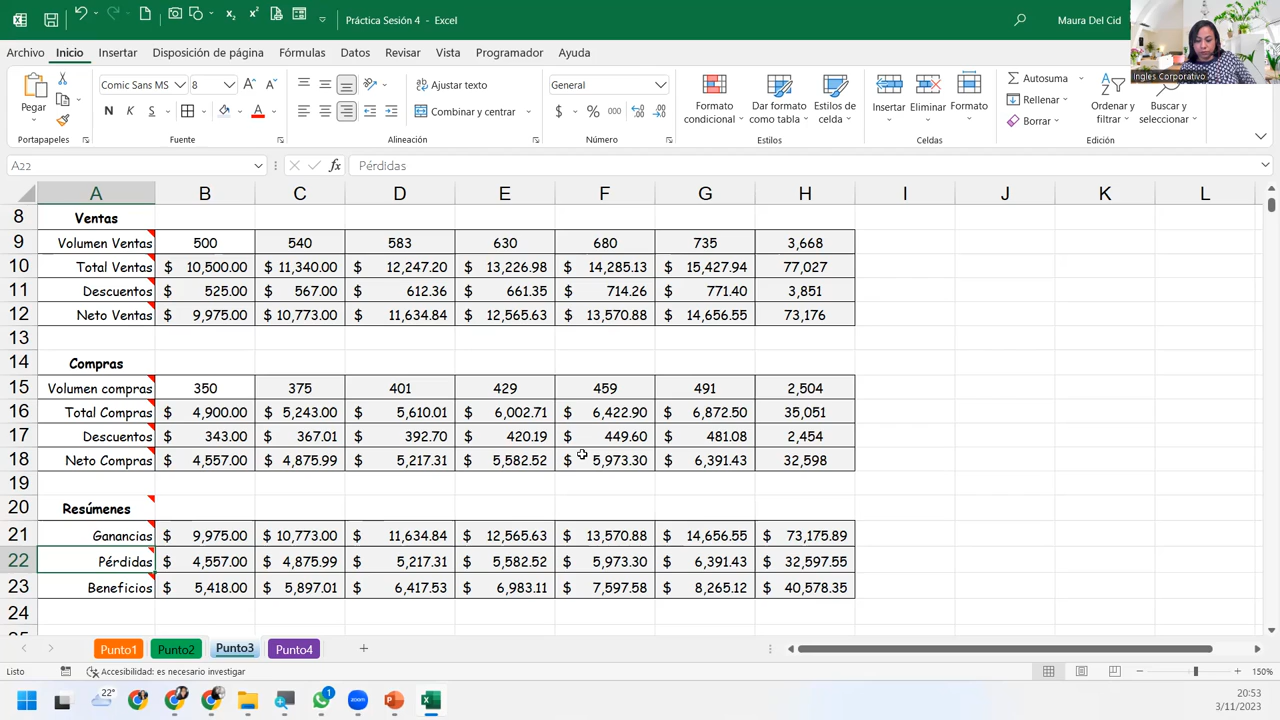 Práctica Sesión 4 - Excel
Maura Del Cid
Ingles Corporativo
Archivo Inicio Insertar Disposición de página Fórmulas Datos Revisar Vista Programador Ayuda
Pegar
Portapapeles
Comic Sans MS 8
N K S
Fuente
Ajustar texto
Combinar y centrar
Alineación
General
$ % 000
Número
Formato condicional
Dar formato como tabla
Estilos de celda
Estilos
Insertar
Eliminar
Formato
Celdas
Autosuma
Rellenar
Borrar
Ordenar y filtrar
Buscar y seleccionar
Edición
A22 fx Pérdidas
A B C D E F G H I J K L
8 Ventas
9 Volumen Ventas 500 540 583 630 680 735 3,668
10 Total Ventas $ 10,500.00 $ 11,340.00 $ 12,247.20 $ 13,226.98 $ 14,285.13 $ 15,427.94 77,027
11 Descuentos $ 525.00 $ 567.00 $ 612.36 $ 661.35 $ 714.26 $ 771.40 3,851
12 Neto Ventas $ 9,975.00 $ 10,773.00 $ 11,634.84 $ 12,565.63 $ 13,570.88 $ 14,656.55 73,176
13
14 Compras
15 Volumen compras 350 375 401 429 459 491 2,504
16 Total Compras $ 4,900.00 $ 5,243.00 $ 5,610.01 $ 6,002.71 $ 6,422.90 $ 6,872.50 35,051
17 Descuentos $ 343.00 $ 367.01 $ 392.70 $ 420.19 $ 449.60 $ 481.08 2,454
18 Neto Compras $ 4,557.00 $ 4,875.99 $ 5,217.31 $ 5,582.52 $ 5,973.30 $ 6,391.43 32,598
19
20 Resúmenes
21 Ganancias $ 9,975.00 $ 10,773.00 $ 11,634.84 $ 12,565.63 $ 13,570.88 $ 14,656.55 $ 73,175.89
22 Pérdidas $ 4,557.00 $ 4,875.99 $ 5,217.31 $ 5,582.52 $ 5,973.30 $ 6,391.43 $ 32,597.55
23 Beneficios $ 5,418.00 $ 5,897.01 $ 6,417.53 $ 6,983.11 $ 7,597.58 $ 8,265.12 $ 40,578.35
24
Punto1 Punto2 Punto3 Punto4
Listo Accesibilidad: es necesario investigar 150%
22° 1 20:53
3/11/2023